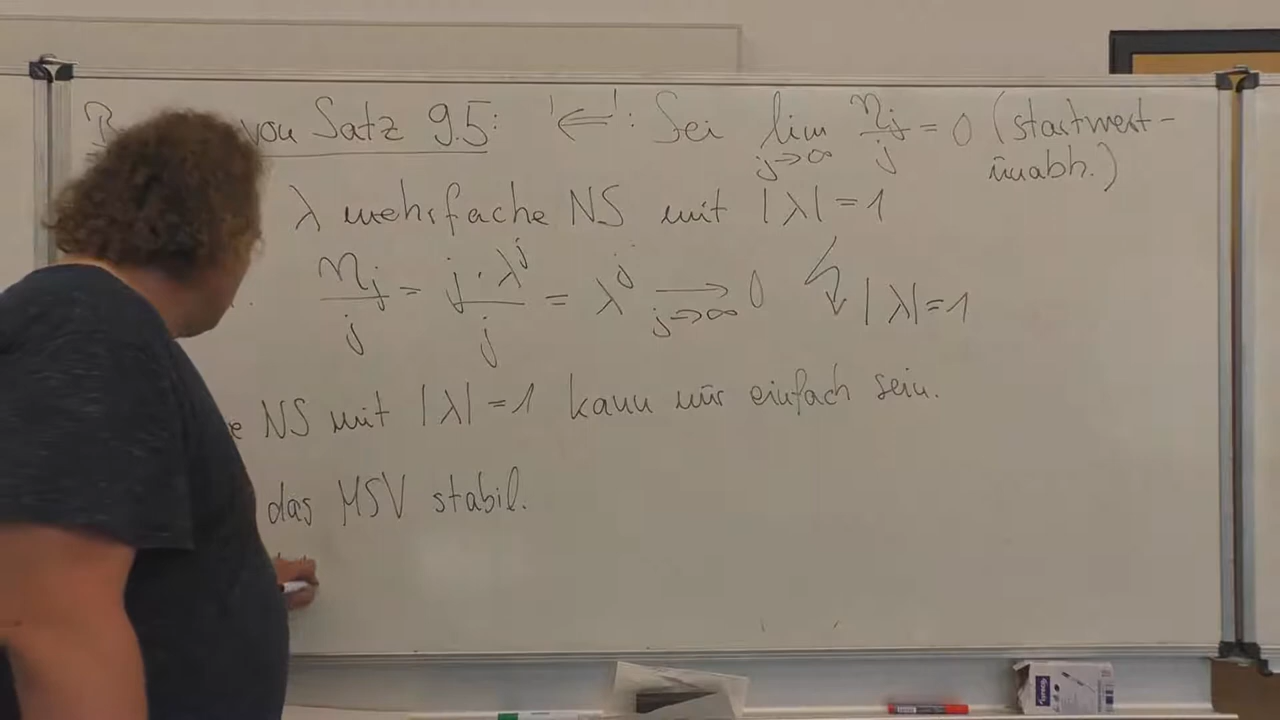 von Satz 9.5: '⇐': Sei lim_{j→∞} η_j/j = 0 (startwert-
unabh.)
λ mehrfache NS mit |λ| = 1
η_j/j = j·λ^j/j = λ^j →_{j→∞} 0 ↯ |λ|=1
NS mit |λ| = 1 kann nur einfach sein.
das MSV stabil.